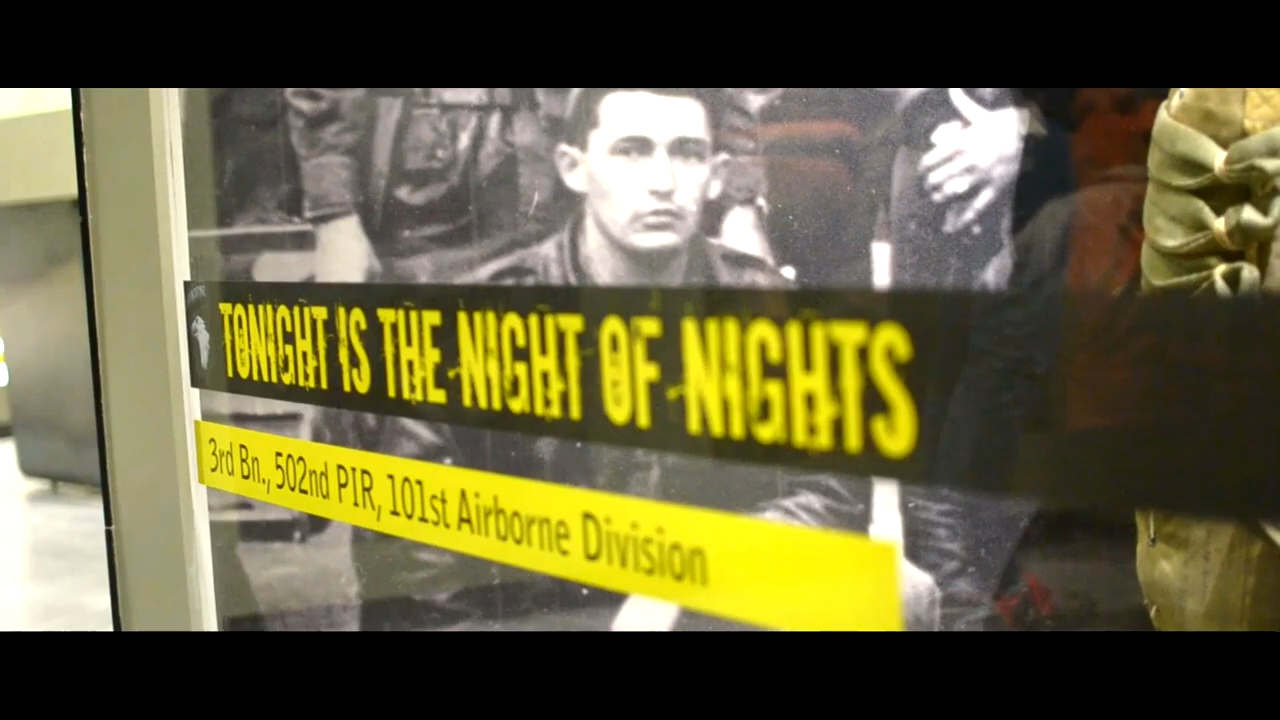 TONIGHT IS THE NIGHT OF NIGHTS
3rd Bn., 502nd PIR, 101st Airborne Division